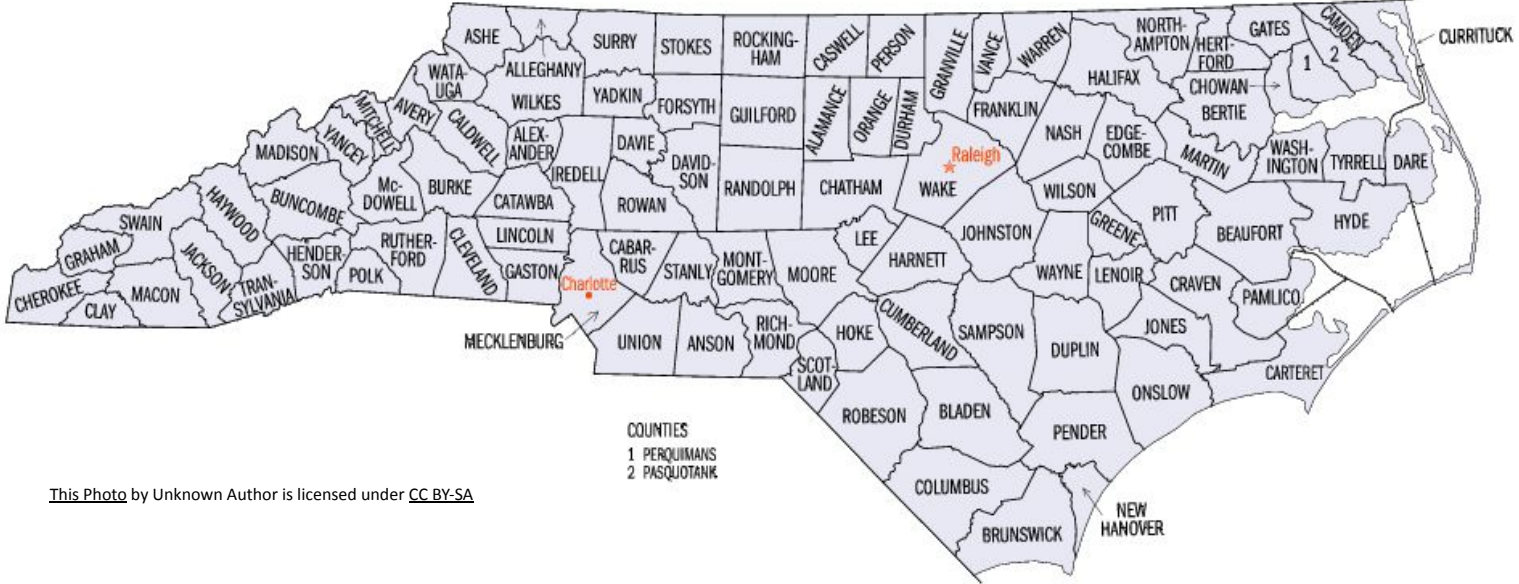 ASHE
ALLEGHANY
SURRY
STOKES
ROCKING-
HAM
CASWELL
PERSON
GRANVILLE
VANCE
WARREN
NORTH-
AMPTON
HERT-
FORD
GATES
CAMDEN
CURRITUCK
1
2
WATA-
UGA
WILKES
YADKIN
FORSYTH
GUILFORD
ALAMANCE
ORANGE
DURHAM
FRANKLIN
HALIFAX
CHOWAN
BERTIE
MITCHELL
AVERY
CALDWELL
ALEX-
ANDER
IREDELL
DAVIE
DAVID-
SON
RANDOLPH
CHATHAM
Raleigh
WAKE
NASH
EDGE-
COMBE
MARTIN
WASH-
INGTON
TYRRELL
DARE
MADISON
YANCEY
Mc-
DOWELL
BURKE
CATAWBA
ROWAN
WILSON
PITT
BEAUFORT
HYDE
SWAIN
HAYWOOD
BUNCOMBE
RUTHER-
FORD
CLEVELAND
LINCOLN
CABAR-
RUS
STANLY
MONT-
GOMERY
MOORE
LEE
HARNETT
JOHNSTON
GREENE
GRAHAM
JACKSON
HENDER-
SON
POLK
GASTON
Charlotte
WAYNE
LENOIR
CRAVEN
PAMLICO
CHEROKEE
CLAY
MACON
TRAN-
SYLVANIA
MECKLENBURG
UNION
ANSON
RICH-
MOND
SCOT-
LAND
HOKE
CUMBERLAND
SAMPSON
DUPLIN
JONES
CARTERET
ONSLOW
ROBESON
BLADEN
PENDER
COLUMBUS
BRUNSWICK
NEW
HANOVER
COUNTIES
1 PERQUIMANS
2 PASQUOTANK
This Photo by Unknown Author is licensed under CC BY-SA